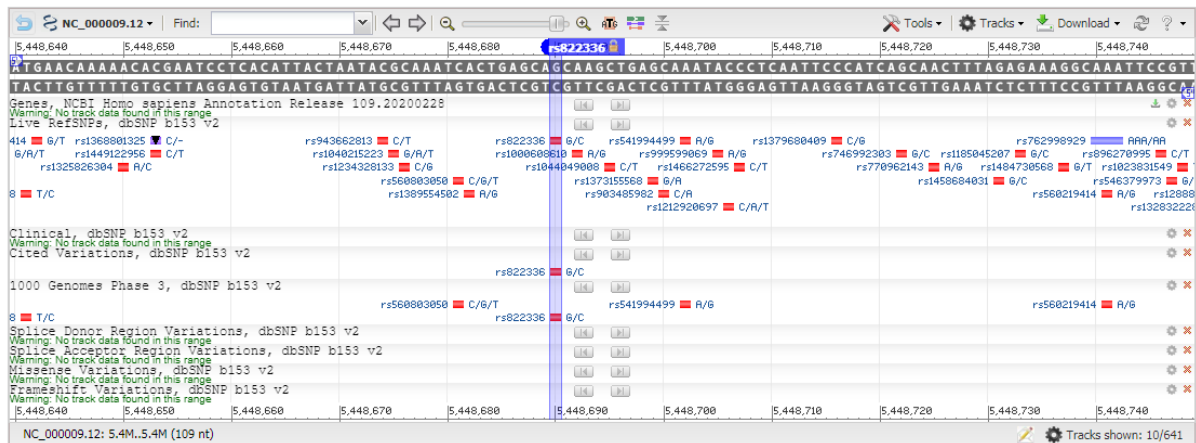 NC_000009.12 Find: ATG Tools Tracks Download ?
5,448,640 5,448,650 5,448,660 5,448,670 5,448,680 rs822336 5,448,700 5,448,710 5,448,720 5,448,730 5,448,740
ATGAACAAAAACACGAATCCTCACATTACTAATACGCAAATCACTGAGCAGCAAGCTGAGCAAATACCCTCAATTCCCATCAGCAACTTTAGAGAAAGGCAAATTCCGTT
TACTTGTTTTTGTGCTTAGGAGTGTAATGATTATGCGTTTAGTGACTCGTCGTTCGACTCGTTTATGGGAGTTAAGGGTAGTCGTTGAAATCTCTTTCCGTTTAAGGCA
Genes, NCBI Homo sapiens Annotation Release 109.20200228
Warning: No track data found in this range
Live RefSNPs, dbSNP b153 v2
414 G/T rs1368801325 C/- rs943662813 C/T rs822336 G/C rs541994499 A/G rs1379680409 C/G rs762998929 AAA/AA
G/A/T rs1449122956 C/T rs1040215223 G/A/T rs1000608610 A/G rs999599069 A/G rs746992303 G/C rs1185045207 G/C rs896270995 C/T
rs1325826304 A/C rs1234328133 C/G rs1044049008 C/T rs1466272595 C/T rs770962143 A/G rs1484730568 G/T rs1023831549
rs560803050 C/G/T rs1373155568 G/A rs1458684031 G/C rs546379973 G/
8 T/C rs1389554502 A/G rs903485982 C/A rs560219414 A/G rs12888
rs1212920697 C/A/T rs132832228
Clinical, dbSNP b153 v2
Warning: No track data found in this range
Cited Variations, dbSNP b153 v2
rs822336 G/C
1000 Genomes Phase 3, dbSNP b153 v2
rs560803050 C/G/T rs541994499 A/G rs560219414 A/G
8 T/C rs822336 G/C
Splice Donor Region Variations, dbSNP b153 v2
Warning: No track data found in this range
Splice Acceptor Region Variations, dbSNP b153 v2
Warning: No track data found in this range
Missense Variations, dbSNP b153 v2
Warning: No track data found in this range
Frameshift Variations, dbSNP b153 v2
Warning: No track data found in this range
5,448,640 5,448,650 5,448,660 5,448,670 5,448,680 5,448,690 5,448,700 5,448,710 5,448,720 5,448,730 5,448,740
NC_000009.12: 5.4M..5.4M (109 nt) Tracks shown: 10/641